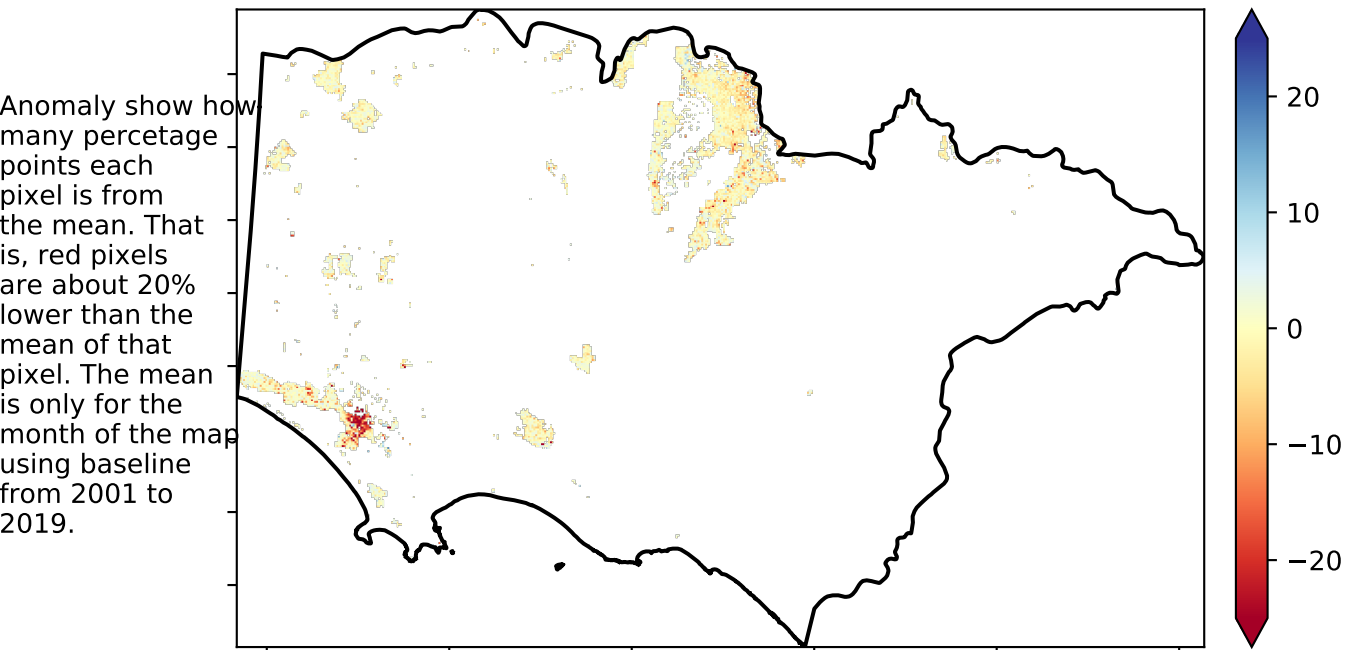 Anomaly show how
many percetage
points each
pixel is from
the mean. That
is, red pixels
are about 20%
lower than the
mean of that
pixel. The mean
is only for the
month of the map
using baseline
from 2001 to
2019.
20
10
0
−10
−20